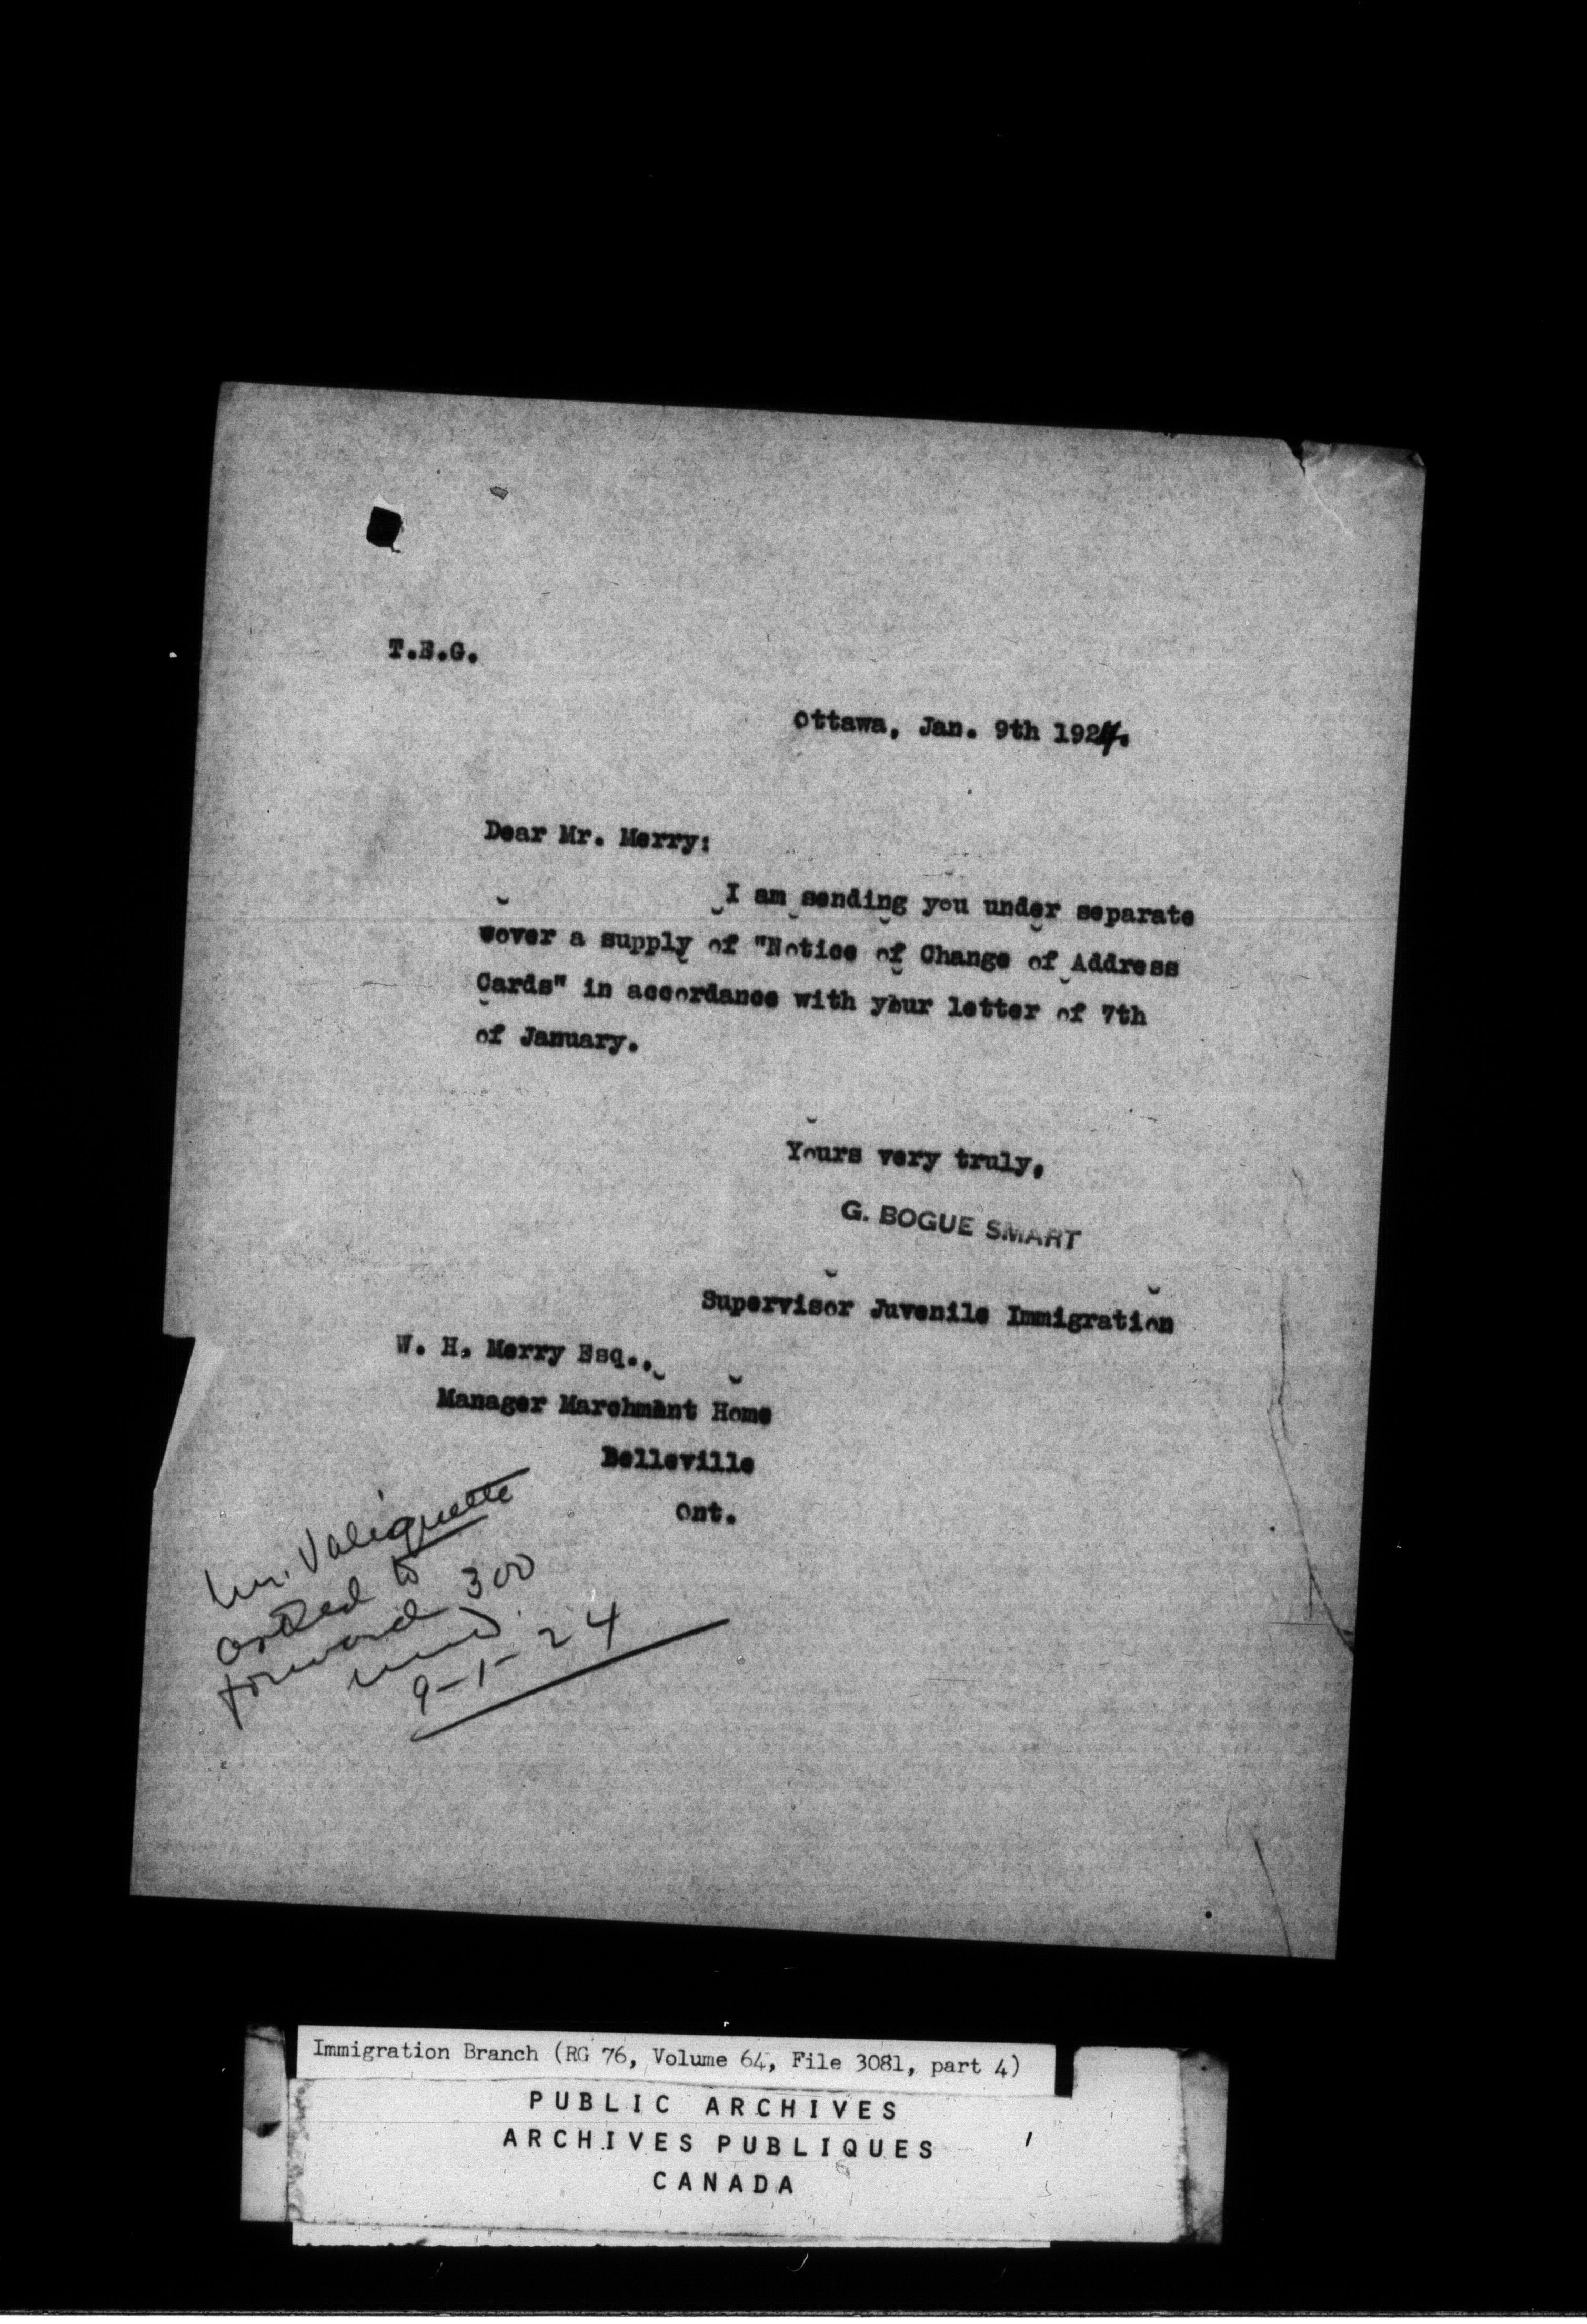 T.E.G.
Ottawa, Jan. 9th 1924.
Dear Mr. Merry:
I am sending you under separate
cover a supply of "Notice of Change of Address
Cards" in accordance with your letter of 7th
of January.
Yours very truly,
G. BOGUE SMART
Supervisor Juvenile Immigration
W. H. Merry Esq.,
Manager Marchmant Home
Belleville
Ont.
Mr. Valiquette
asked to
forward 300
9-1-24
Immigration Branch (RG 76, Volume 64, File 3081, part 4)
PUBLIC ARCHIVES
ARCHIVES PUBLIQUES
CANADA